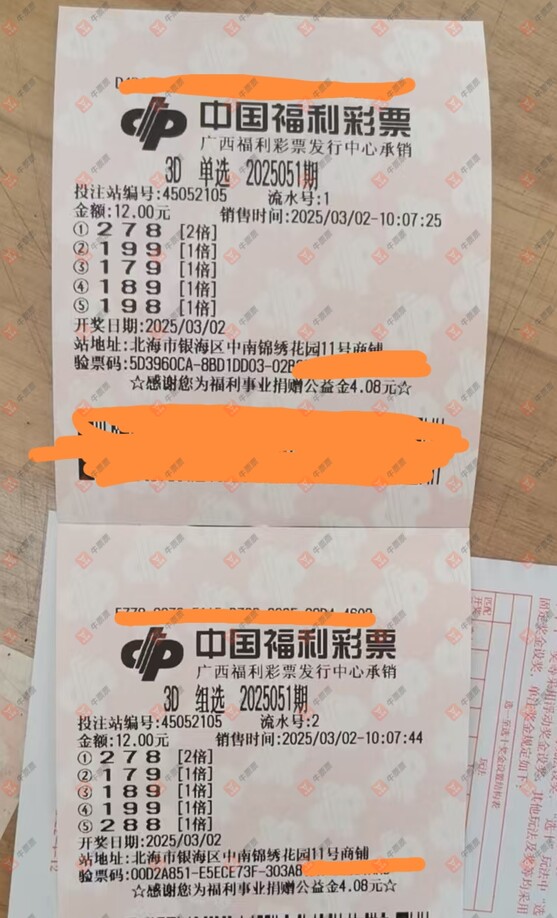 中国福利彩票
广西福利彩票发行中心承销
3D 单选 2025051期
投注站编号:45052105 流水号:1
金额:12.00元 销售时间:2025/03/02-10:07:25
① 278 [2倍]
② 199 [1倍]
③ 179 [1倍]
④ 189 [1倍]
⑤ 198 [1倍]
开奖日期:2025/03/02
站地址:北海市银海区中南锦绣花园11号商铺
验票码:5D3960CA-8BD1DD03-02B
☆感谢您为福利事业捐赠公益金4.08元☆
中国福利彩票
广西福利彩票发行中心承销
3D 组选 2025051期
投注站编号:45052105 流水号:2
金额:12.00元 销售时间:2025/03/02-10:07:44
① 278 [2倍]
② 179 [1倍]
③ 189 [1倍]
④ 199 [1倍]
⑤ 288 [1倍]
开奖日期:2025/03/02
站地址:北海市银海区中南锦绣花园11号商铺
验票码:00D2A851-E5ECE73F-303A8
☆感谢您为福利事业捐赠公益金4.08元☆